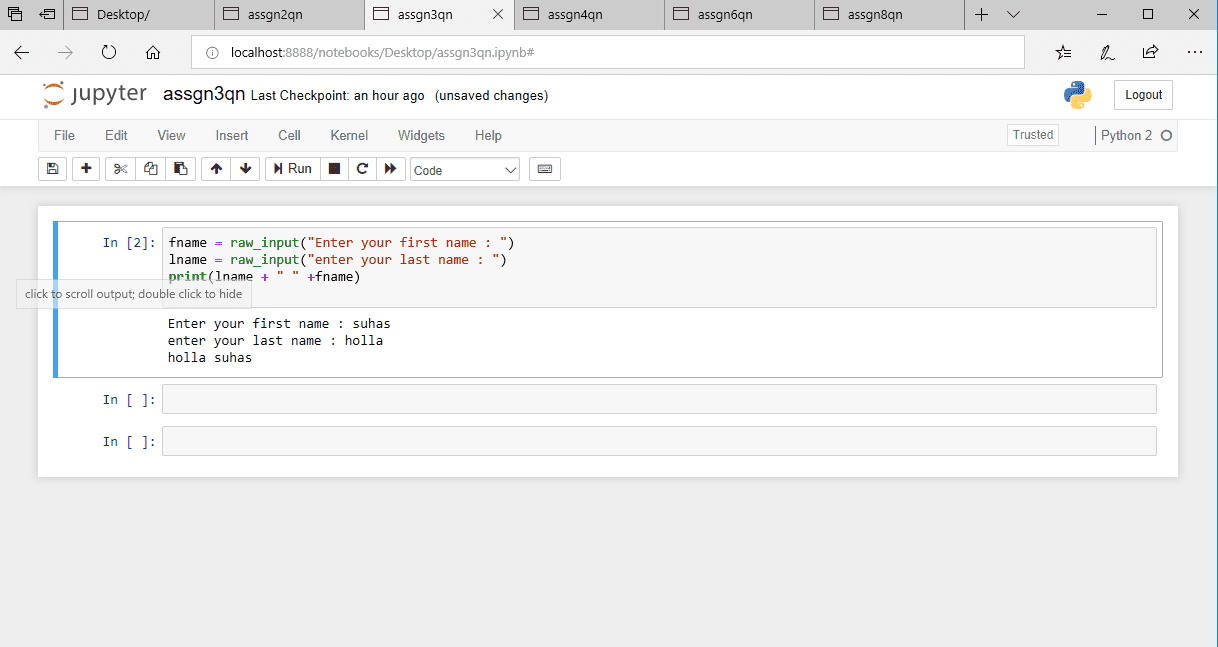 Desktop/ assgn2qn assgn3qn assgn4qn assgn6qn assgn8qn
localhost:8888/notebooks/Desktop/assgn3qn.ipynb#
jupyter assgn3qn Last Checkpoint: an hour ago (unsaved changes) Logout
File Edit View Insert Cell Kernel Widgets Help Trusted Python 2
Run Code
In [2]: fname = raw_input("Enter your first name : ")
lname = raw_input("enter your last name : ")
print(lname + " " +fname)
click to scroll output; double click to hide
Enter your first name : suhas
enter your last name : holla
holla suhas
In [ ]:
In [ ]: